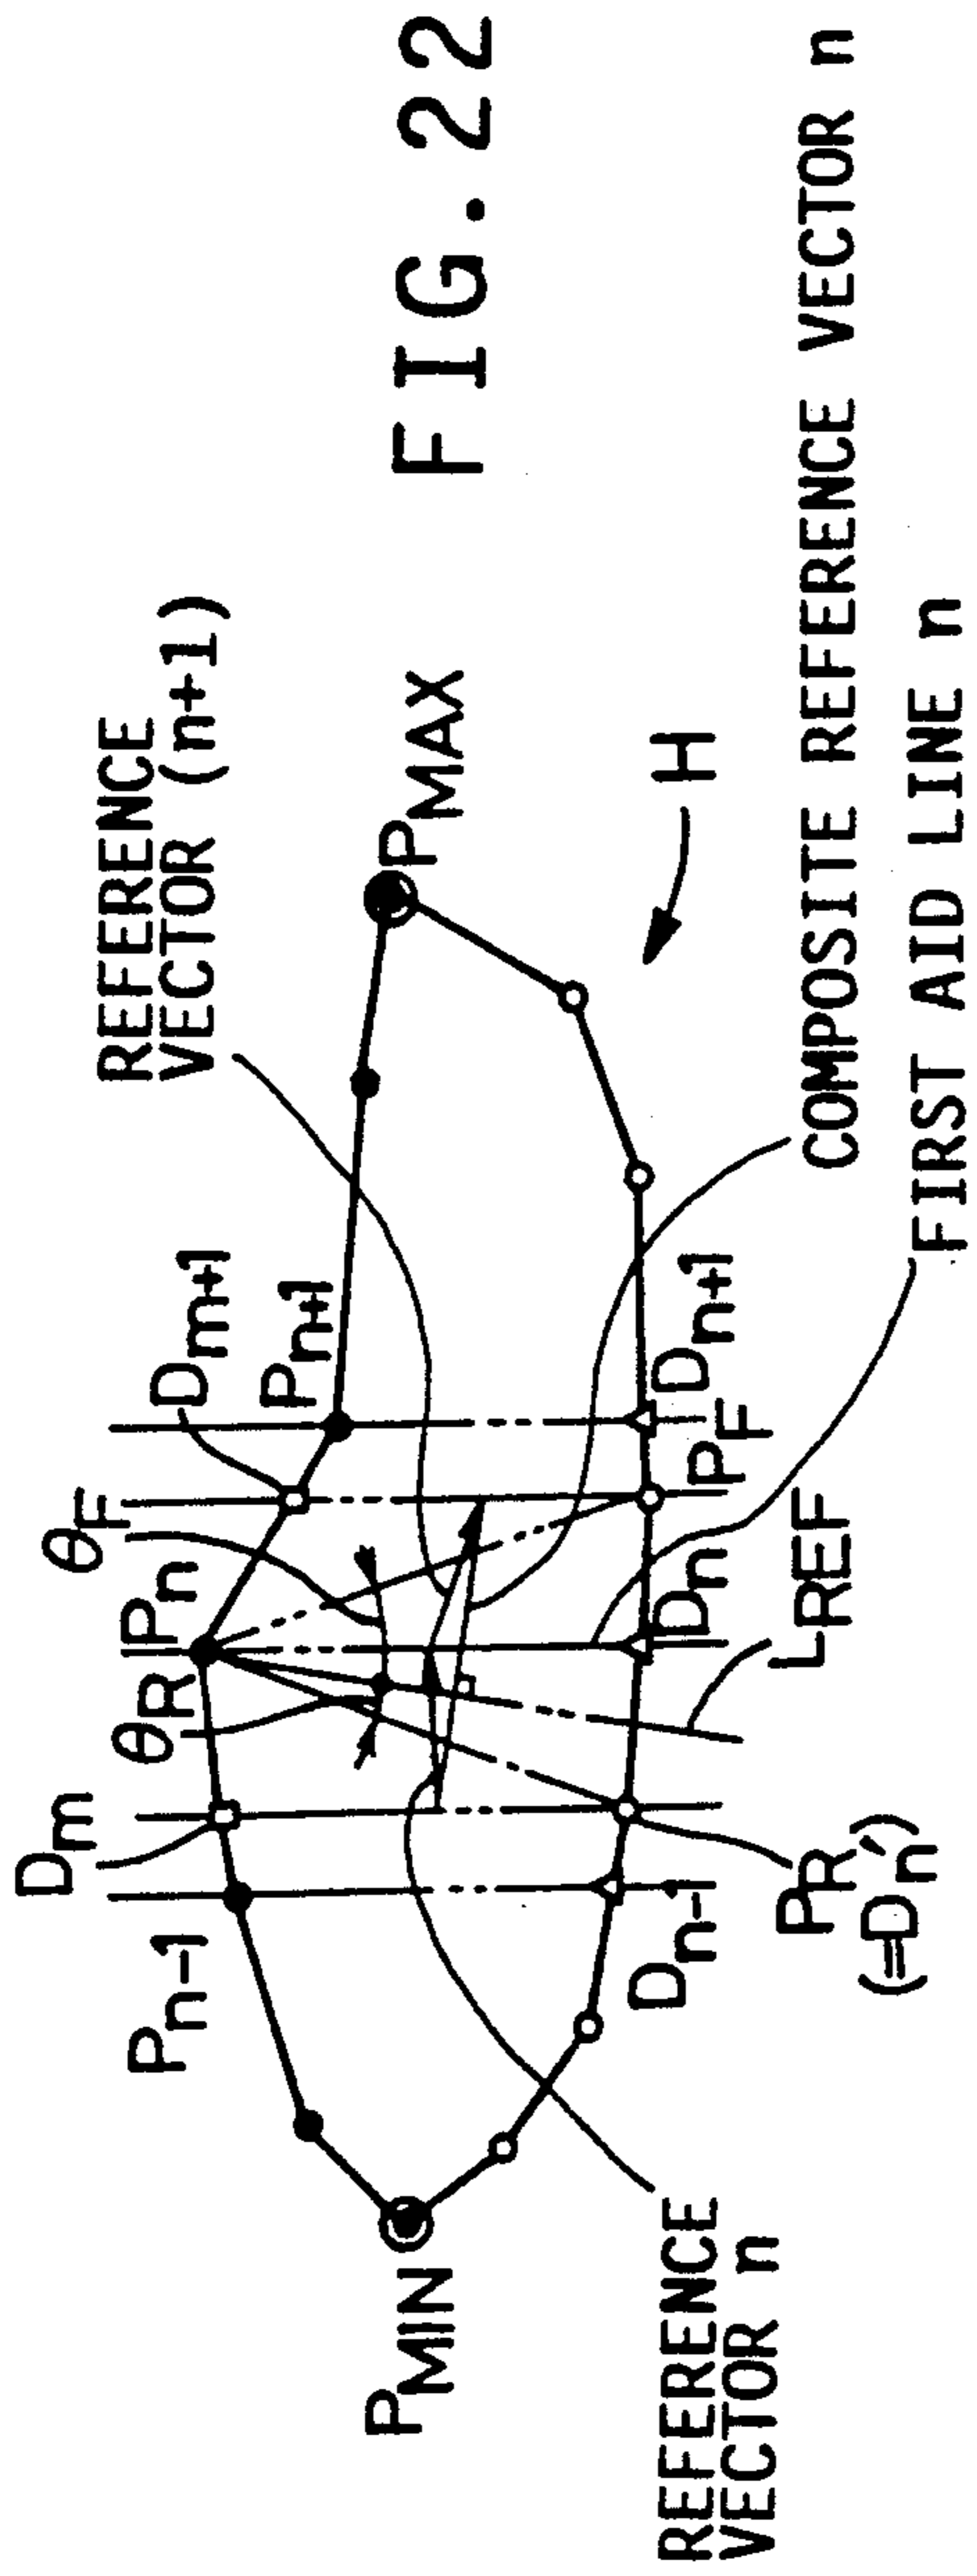 FIG. 22
REFERENCE
VECTOR (n+1)
Dm
θR
Pn
θF
Dm+1
Pn-1
Pn+1
PMIN
PMAX
H
Dn-1
PR
(=Dn')
Dn
LREF
PF
Dn+1
REFERENCE
VECTOR n
COMPOSITE REFERENCE VECTOR n
FIRST AID LINE n